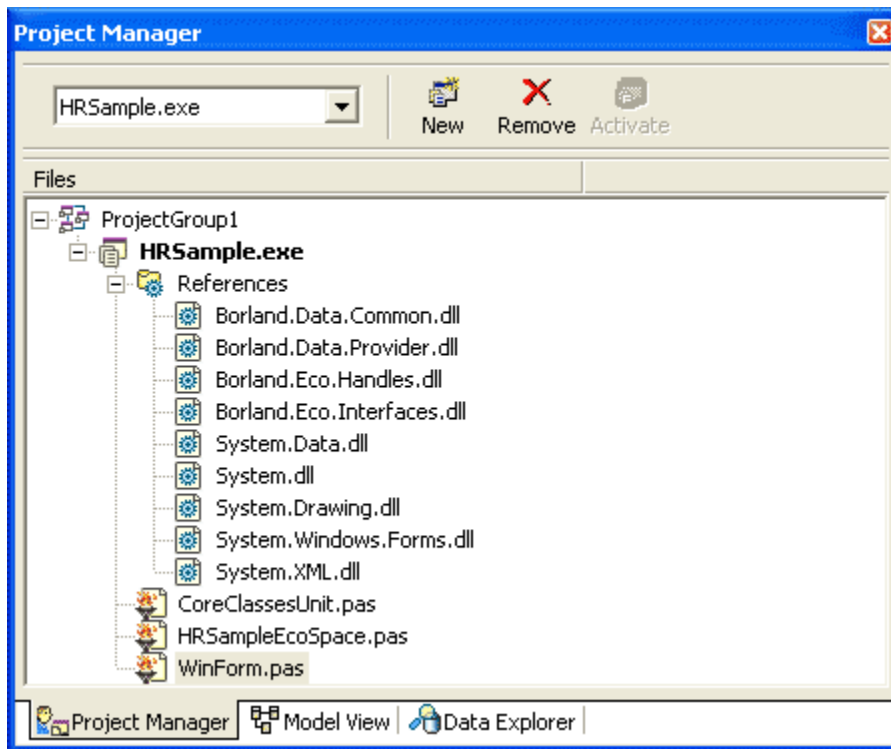 Project Manager
HRSample.exe
New Remove Activate
Files
ProjectGroup1
HRSample.exe
References
Borland.Data.Common.dll
Borland.Data.Provider.dll
Borland.Eco.Handles.dll
Borland.Eco.Interfaces.dll
System.Data.dll
System.dll
System.Drawing.dll
System.Windows.Forms.dll
System.XML.dll
CoreClassesUnit.pas
HRSampleEcoSpace.pas
WinForm.pas
Project Manager Model View Data Explorer